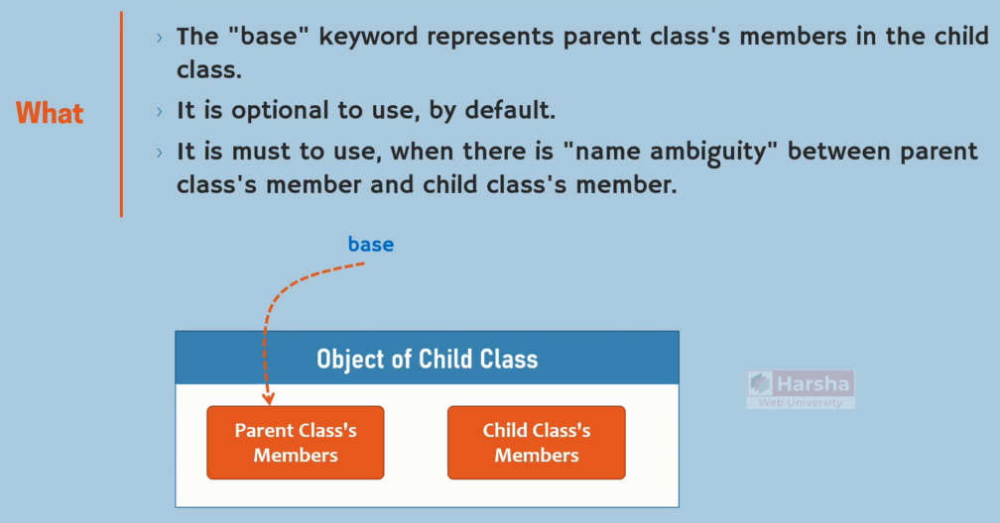 What
› The "base" keyword represents parent class's members in the child
class.
› It is optional to use, by default.
› It is must to use, when there is "name ambiguity" between parent
class's member and child class's member.
base
Object of Child Class
Parent Class's
Members
Child Class's
Members
Harsha
Web University